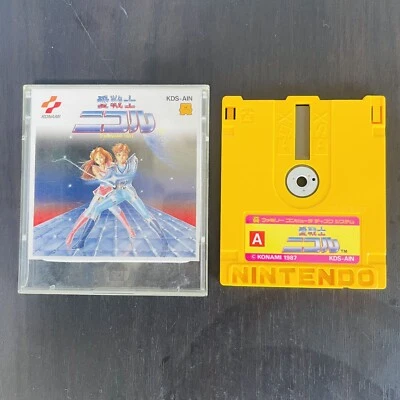 KONAMI
KDS-AIN
愛戦士
ニコル
ファミリーコンピュータ ディスクシステム
A
愛戦士
ニコル
TM
© KONAMI 1987
KDS-AIN
NINTENDO